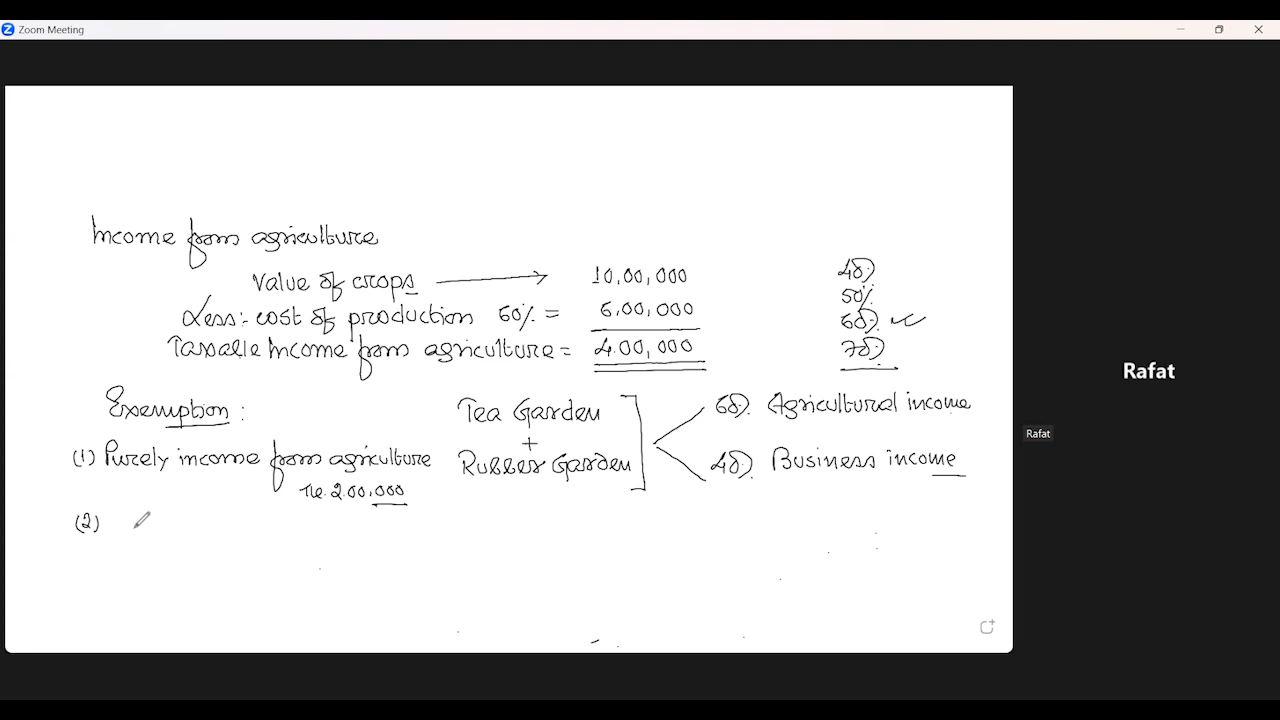 Zoom Meeting
Income from agriculture
Value of crops → 10,00,000
Less:- cost of production 60% = 6,00,000
Taxable Income from agriculture = 4,00,000
40%
50%
60% ✓
70%
Exemption:
(1) Purely income from agriculture
TK. 2,00,000
(2)
Tea Garden
+
Rubber Garden
60% Agricultural income
40% Business income
Rafat
Rafat